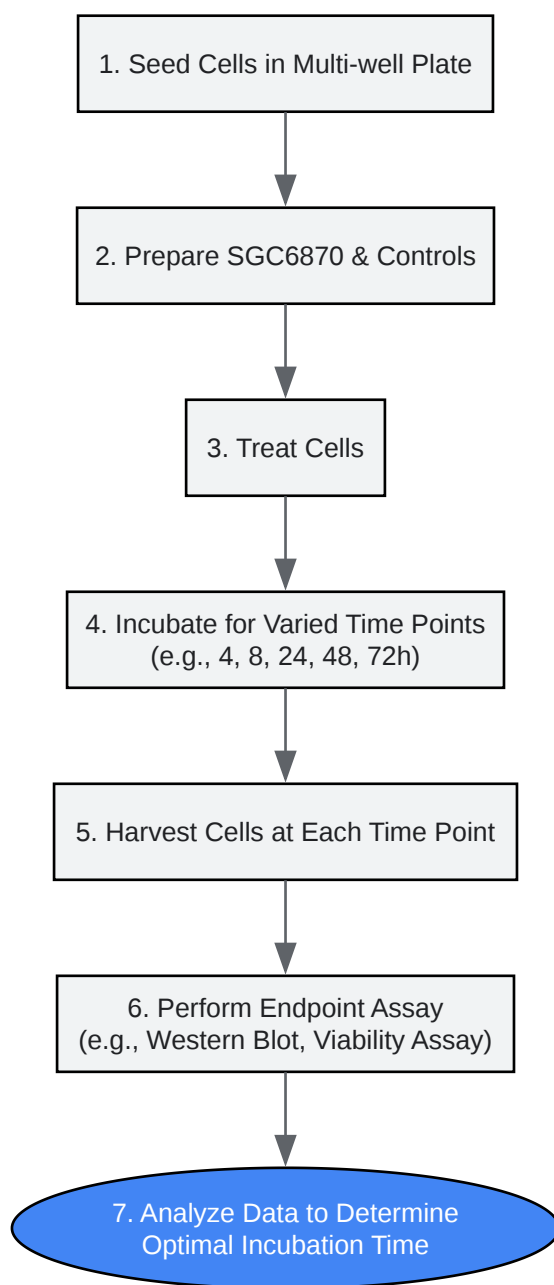 1. Seed Cells in Multi-well Plate
2. Prepare SGC6870 & Controls
3. Treat Cells
4. Incubate for Varied Time Points
(e.g., 4, 8, 24, 48, 72h)
5. Harvest Cells at Each Time Point
6. Perform Endpoint Assay
(e.g., Western Blot, Viability Assay)
7. Analyze Data to Determine
Optimal Incubation Time